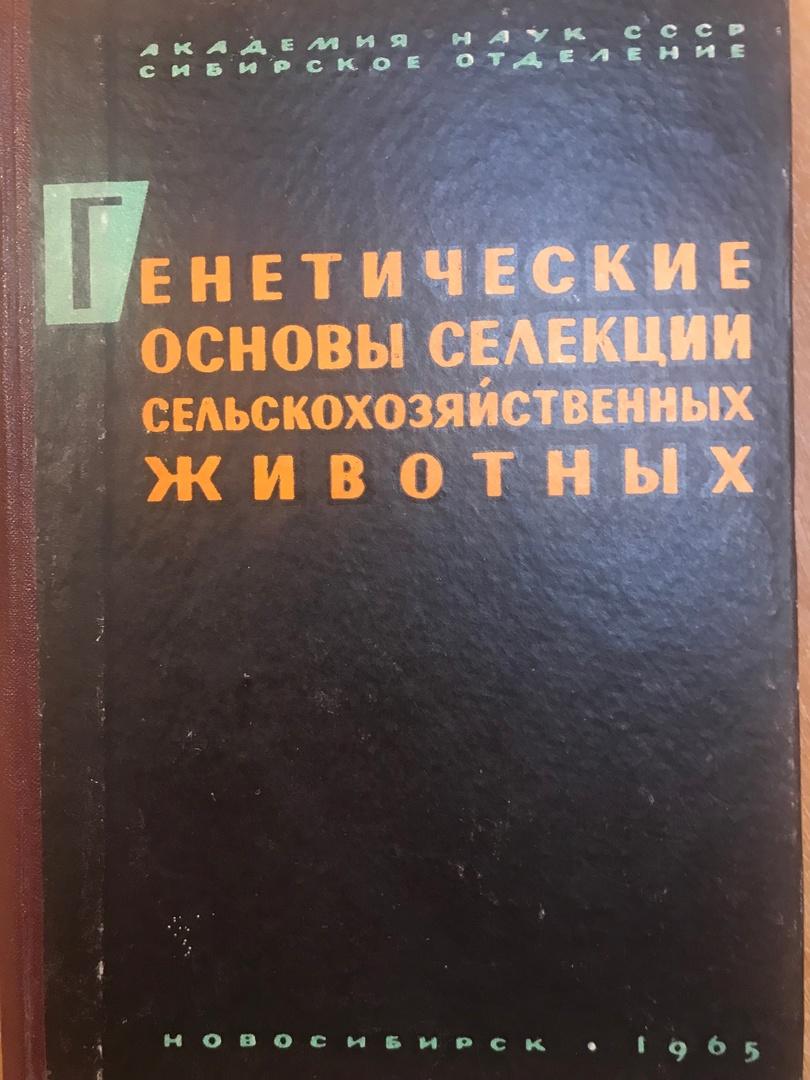 АКАДЕМИЯ НАУК СССР
СИБИРСКОЕ ОТДЕЛЕНИЕ
ГЕНЕТИЧЕСКИЕ
ОСНОВЫ СЕЛЕКЦИИ
СЕЛЬСКОХОЗЯЙСТВЕННЫХ
ЖИВОТНЫХ
НОВОСИБИРСК · 1965